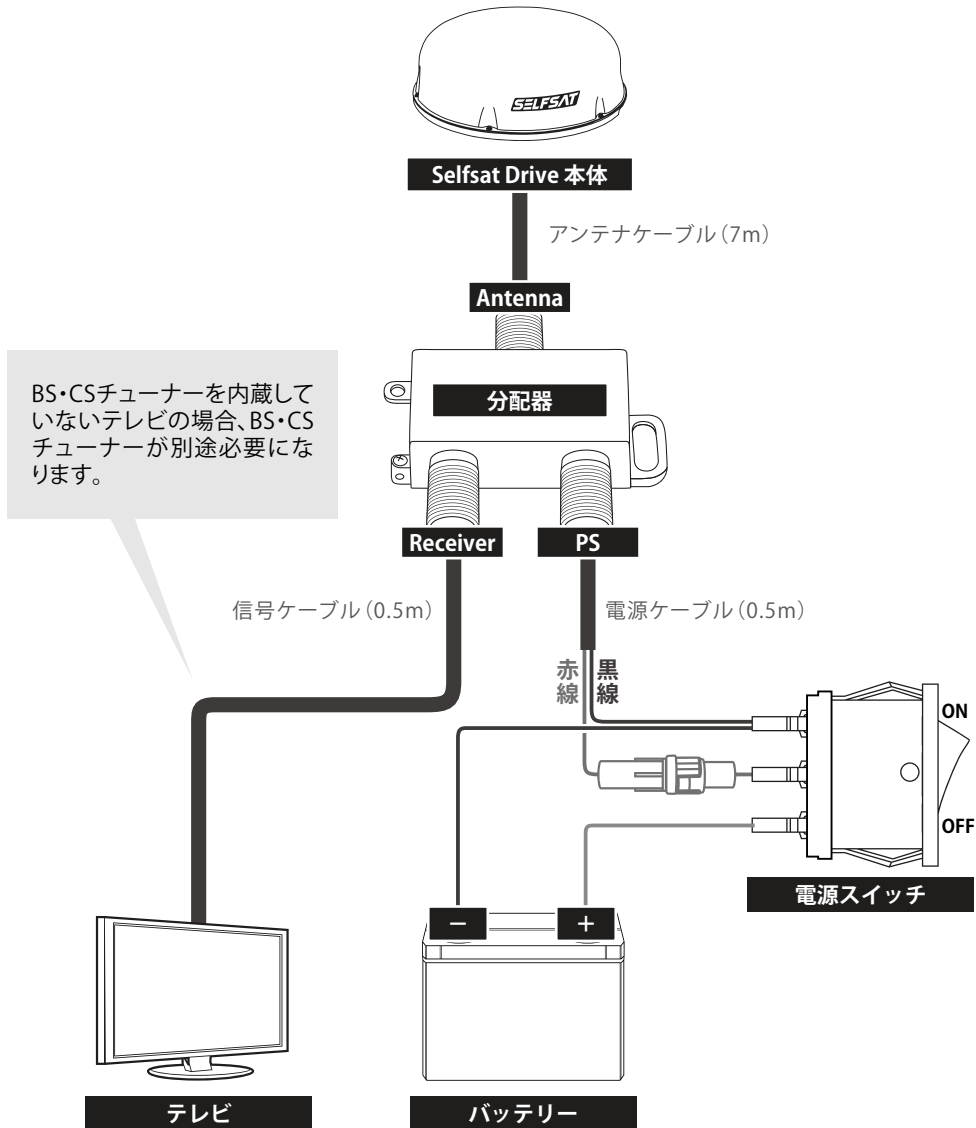 SELFSAT
Selfsat Drive 本体
アンテナケーブル（7m）
Antenna
分配器
BS・CSチューナーを内蔵して
いないテレビの場合、BS・CS
チューナーが別途必要にな
ります。
Receiver
PS
信号ケーブル（0.5m）
電源ケーブル（0.5m）
赤線
黒線
ON
OFF
電源スイッチ
−
+
テレビ
バッテリー